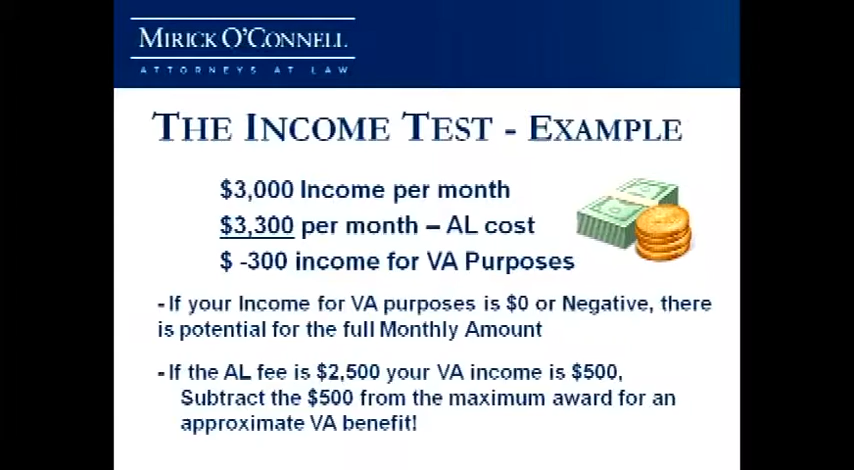 MIRICK O'CONNELL
ATTORNEYS AT LAW
THE INCOME TEST - EXAMPLE
$3,000 Income per month
$3,300 per month – AL cost
$ -300 income for VA Purposes
- If your Income for VA purposes is $0 or Negative, there
is potential for the full Monthly Amount
- If the AL fee is $2,500 your VA income is $500,
Subtract the $500 from the maximum award for an
approximate VA benefit!